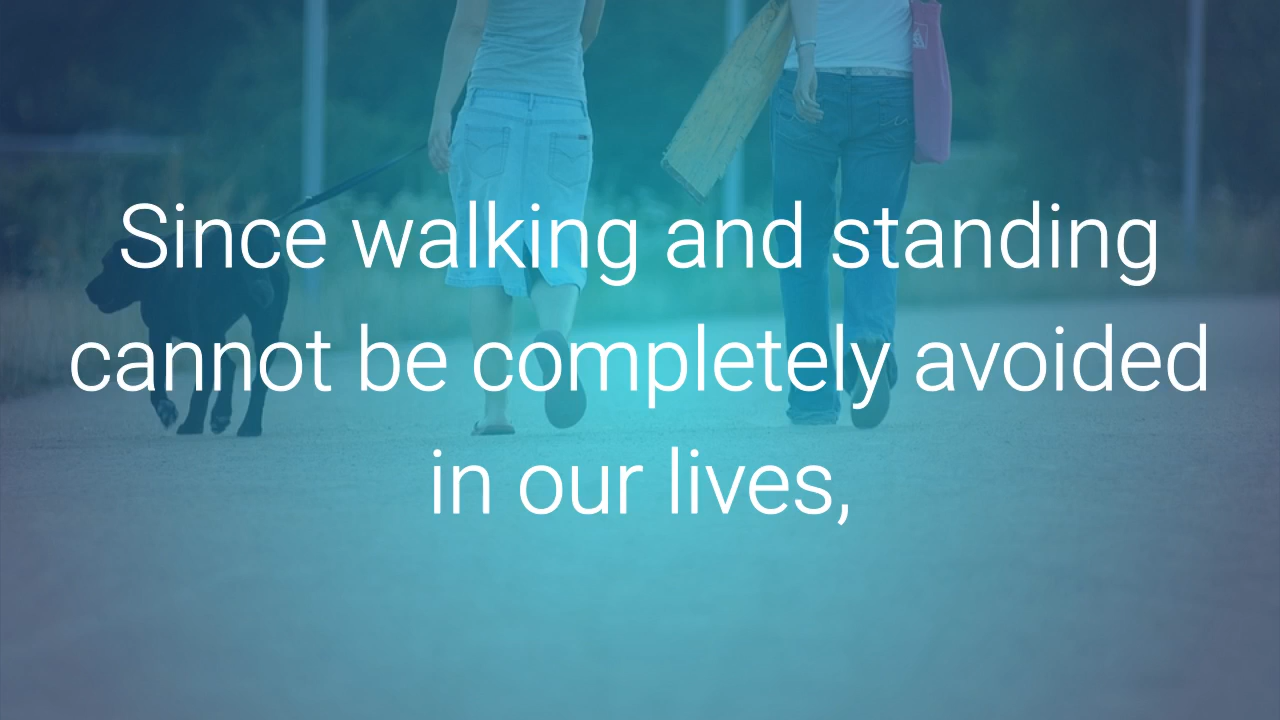 Since walking and standing
cannot be completely avoided
in our lives,